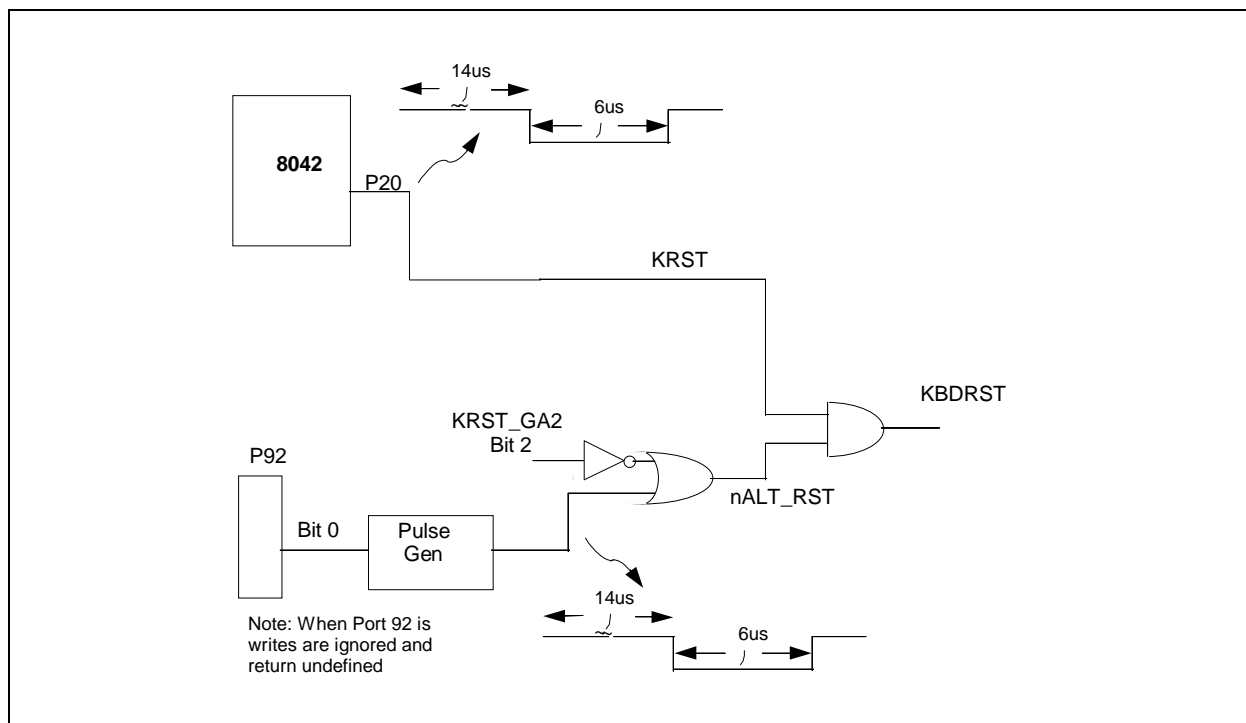 14us
6us
8042
P20
KRST
KBDRST
KRST_GA2
Bit 2
P92
nALT_RST
Bit 0
Pulse
Gen
14us
6us
Note: When Port 92 is
writes are ignored and
return undefined